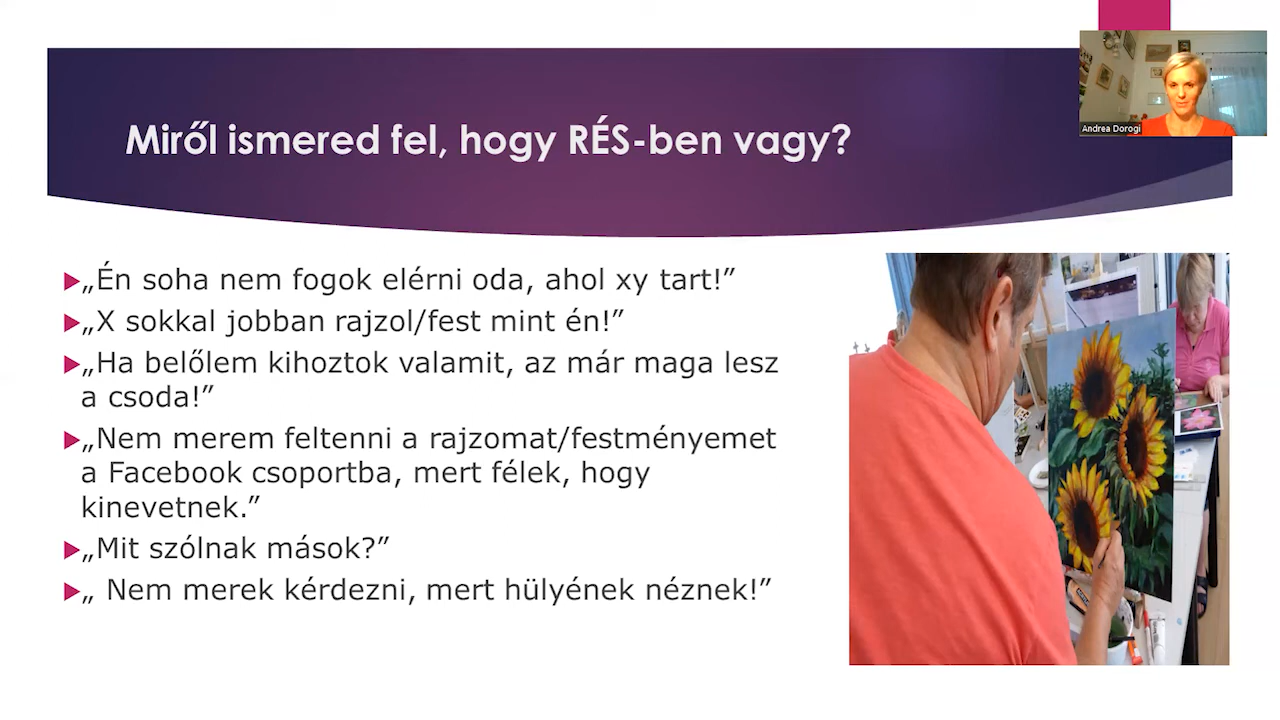 Miről ismered fel, hogy RÉS-ben vagy?
Andrea Dorogi
„Én soha nem fogok elérni oda, ahol xy tart!”
„X sokkal jobban rajzol/fest mint én!”
„Ha belőlem kihoztok valamit, az már maga lesz
a csoda!”
„Nem merem feltenni a rajzomat/festményemet
a Facebook csoportba, mert félek, hogy
kinevetnek.”
„Mit szólnak mások?”
„ Nem merek kérdezni, mert hülyének néznek!”